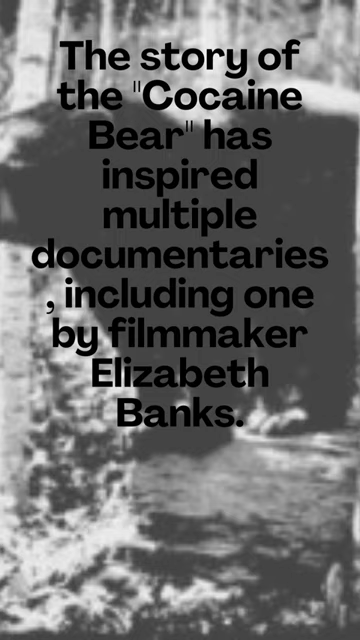 The story of
the "Cocaine
Bear" has
inspired
multiple
documentaries
, including one
by filmmaker
Elizabeth
Banks.